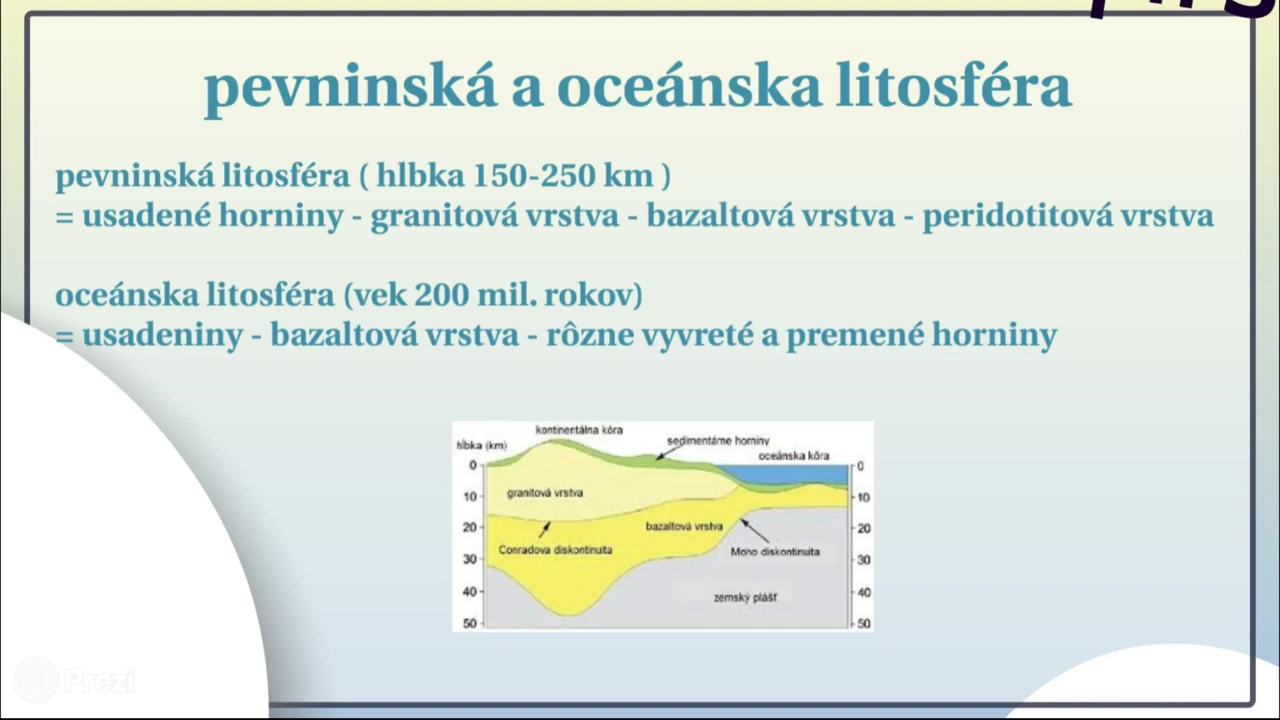 pevninská a oceánska litosféra
pevninská litosféra ( hlbka 150-250 km )
= usadené horniny - granitová vrstva - bazaltová vrstva - peridotitová vrstva
oceánska litosféra (vek 200 mil. rokov)
= usadeniny - bazaltová vrstva - rôzne vyvreté a premené horniny
kontinertálna kôra
hĺbka (km)
sedimentárne horniny
oceánska kôra
0
0
granitová vrstva
10
10
bazaltová vrstva
20
20
Conradova diskontinuita
Moho diskontinuita
30
30
zemský plášť
40
40
50
50
Prezi